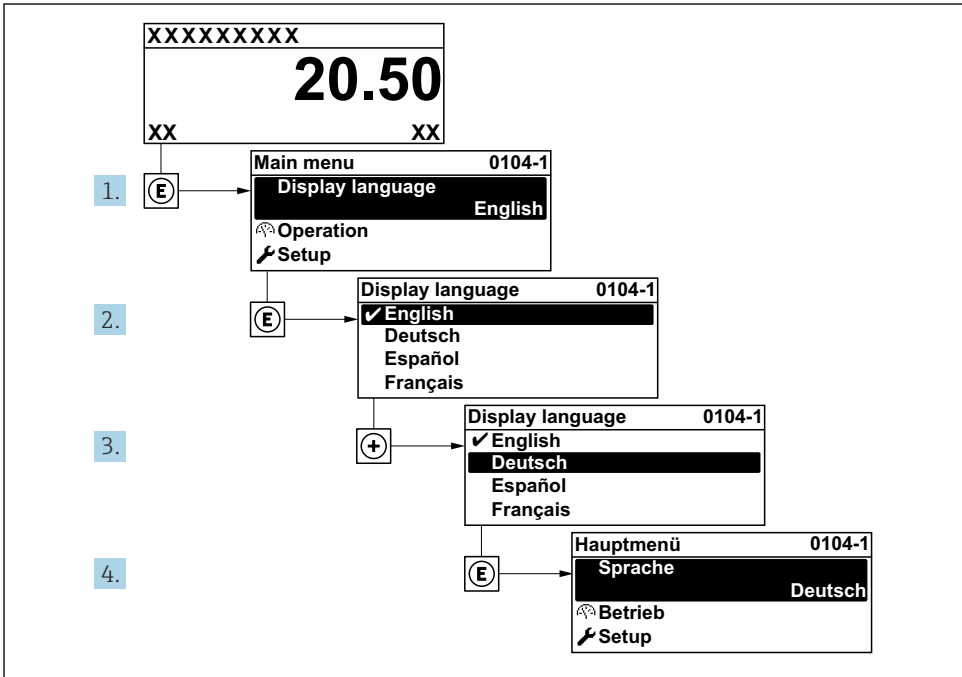 XXXXXXXXX
20.50
XX XX
1. E
Main menu 0104-1
Display language
English
Operation
Setup
2. E
Display language 0104-1
✔English
Deutsch
Español
Français
3. +
Display language 0104-1
✔English
Deutsch
Español
Français
4. E
Hauptmenü 0104-1
Sprache
Deutsch
Betrieb
Setup